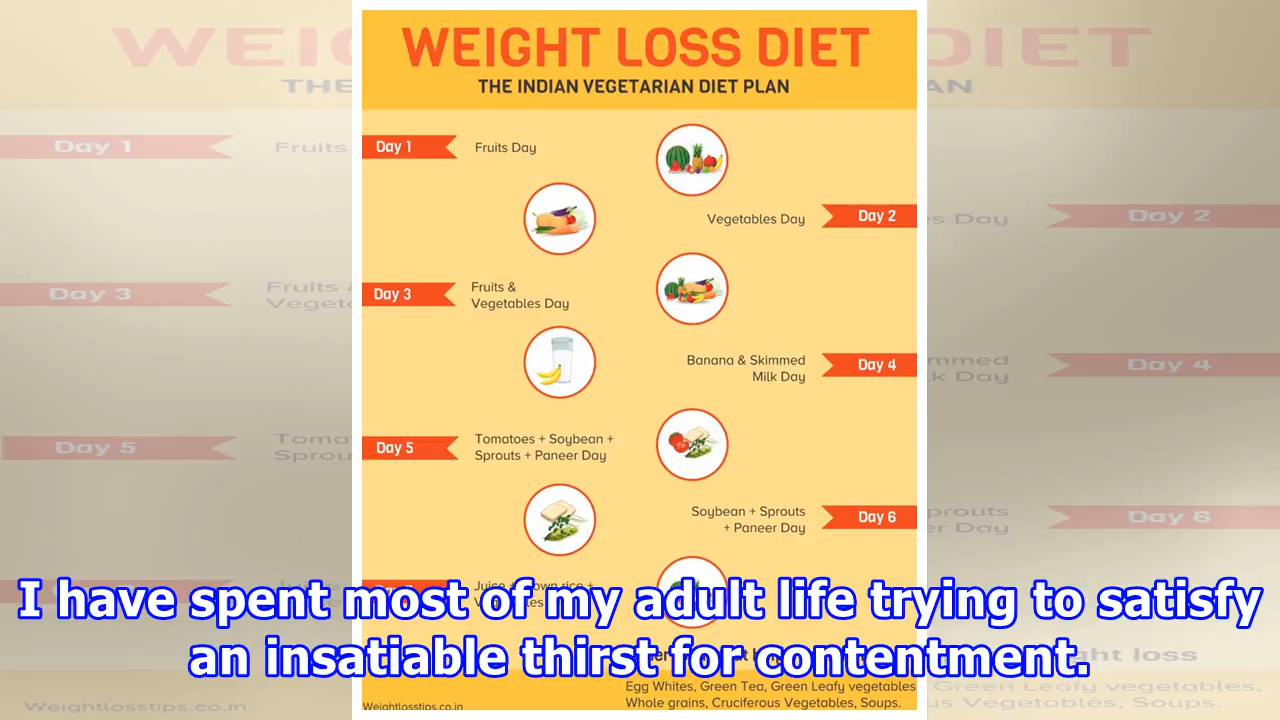 WEIGHT LOSS DIET
THE INDIAN VEGETARIAN DIET PLAN
Day 1
Fruits Day
Vegetables Day
Day 2
Day 3
Fruits &
Vegetables Day
Banana & Skimmed
Milk Day
Day 4
Day 5
Tomatoes + Soybean +
Sprouts + Paneer Day
Soybean + Sprouts
+ Paneer Day
Day 6
I have spent most of my adult life trying to satisfy
an insatiable thirst for contentment.
Egg Whites, Green Tea, Green Leafy vegetables
Whole grains, Cruciferous Vegetables, Soups.
Weightlosstips.co.in